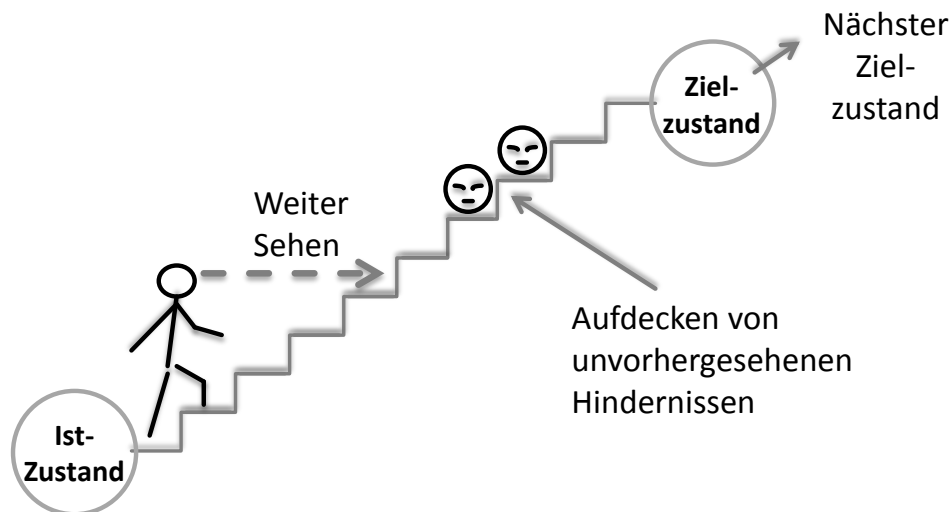 Nächster
Ziel-
zustand
Ziel-
zustand
Weiter
Sehen
Aufdecken von
unvorhergesehenen
Hindernissen
Ist-
Zustand